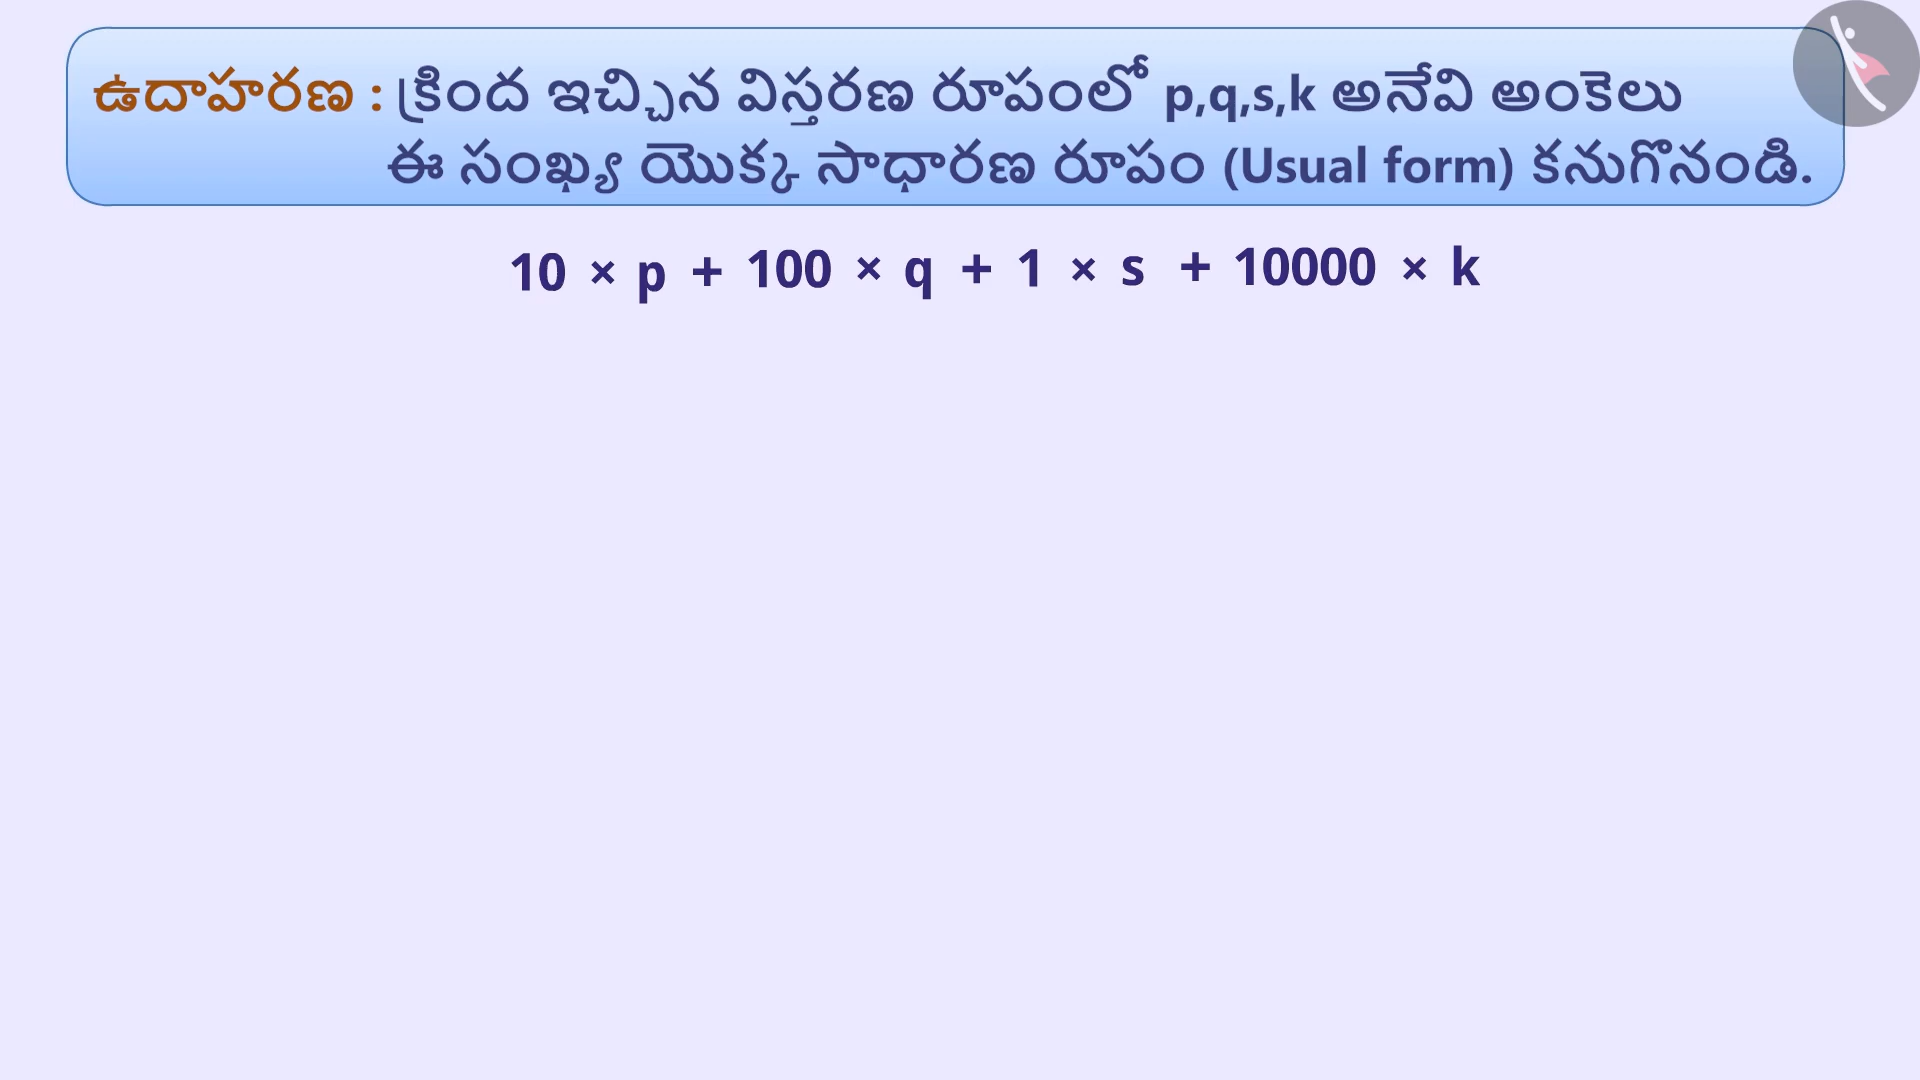 ఉదాహరణ : క్రింద ఇచ్చిన విస్తరణ రూపంలో p,q,s,k అనేవి అంకెలు
ఈ సంఖ్య యొక్క సాధారణ రూపం (Usual form) కనుగొనండి.
10 × p + 100 × q + 1 × s + 10000 × k